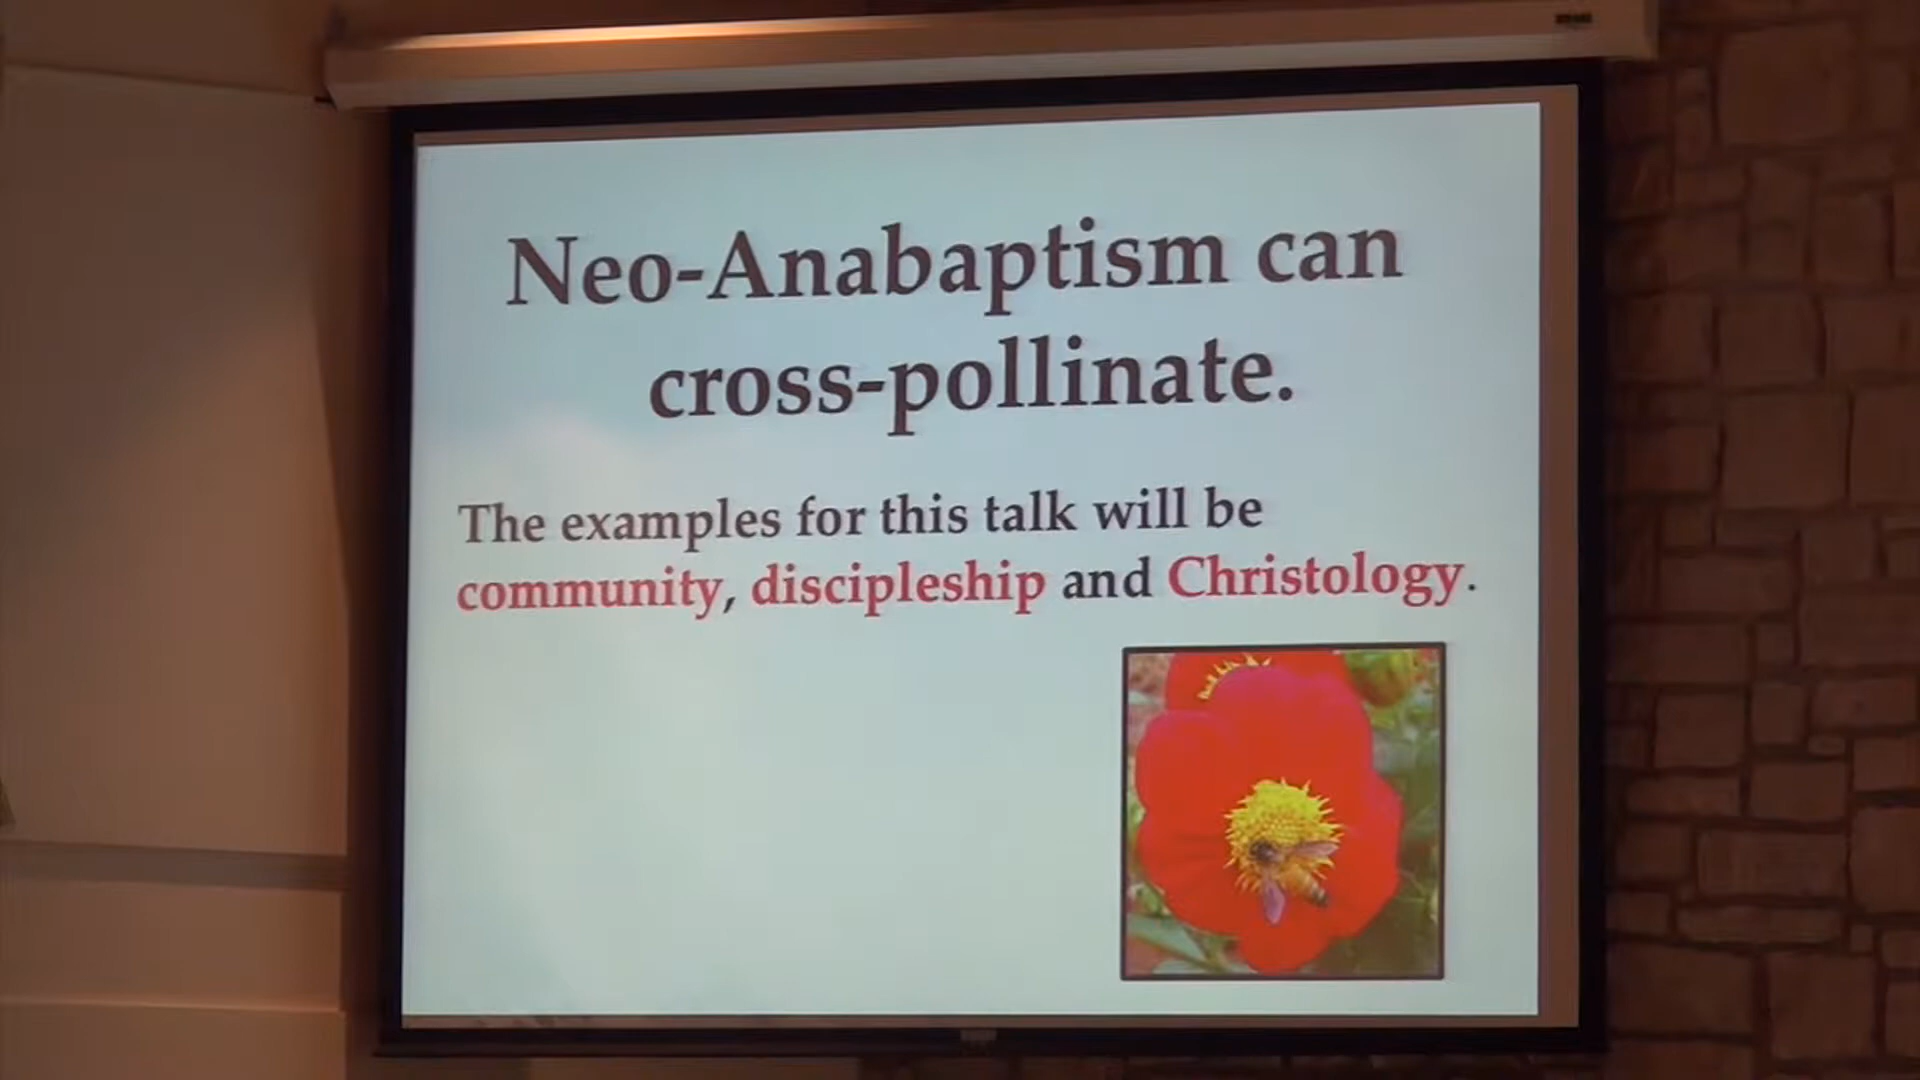 Neo-Anabaptism can
cross-pollinate.
The examples for this talk will be
community, discipleship and Christology.